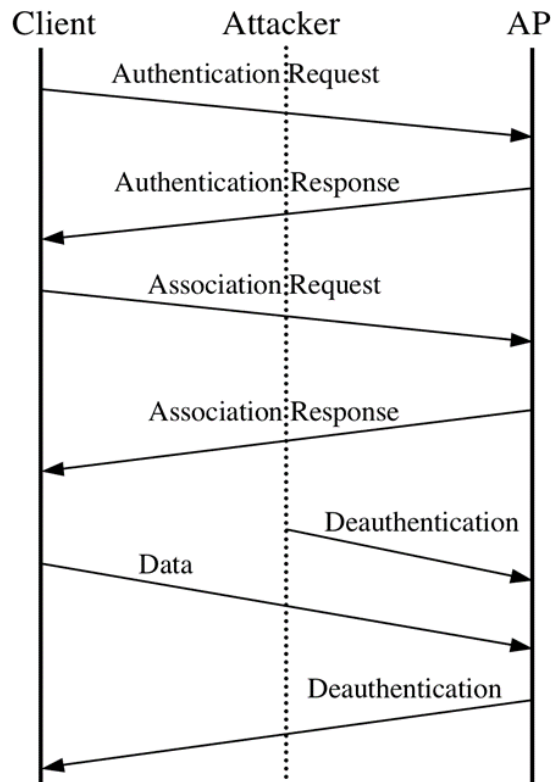 Client Attacker AP
Authentication Request
Authentication Response
Association Request
Association Response
Deauthentication
Data
Deauthentication